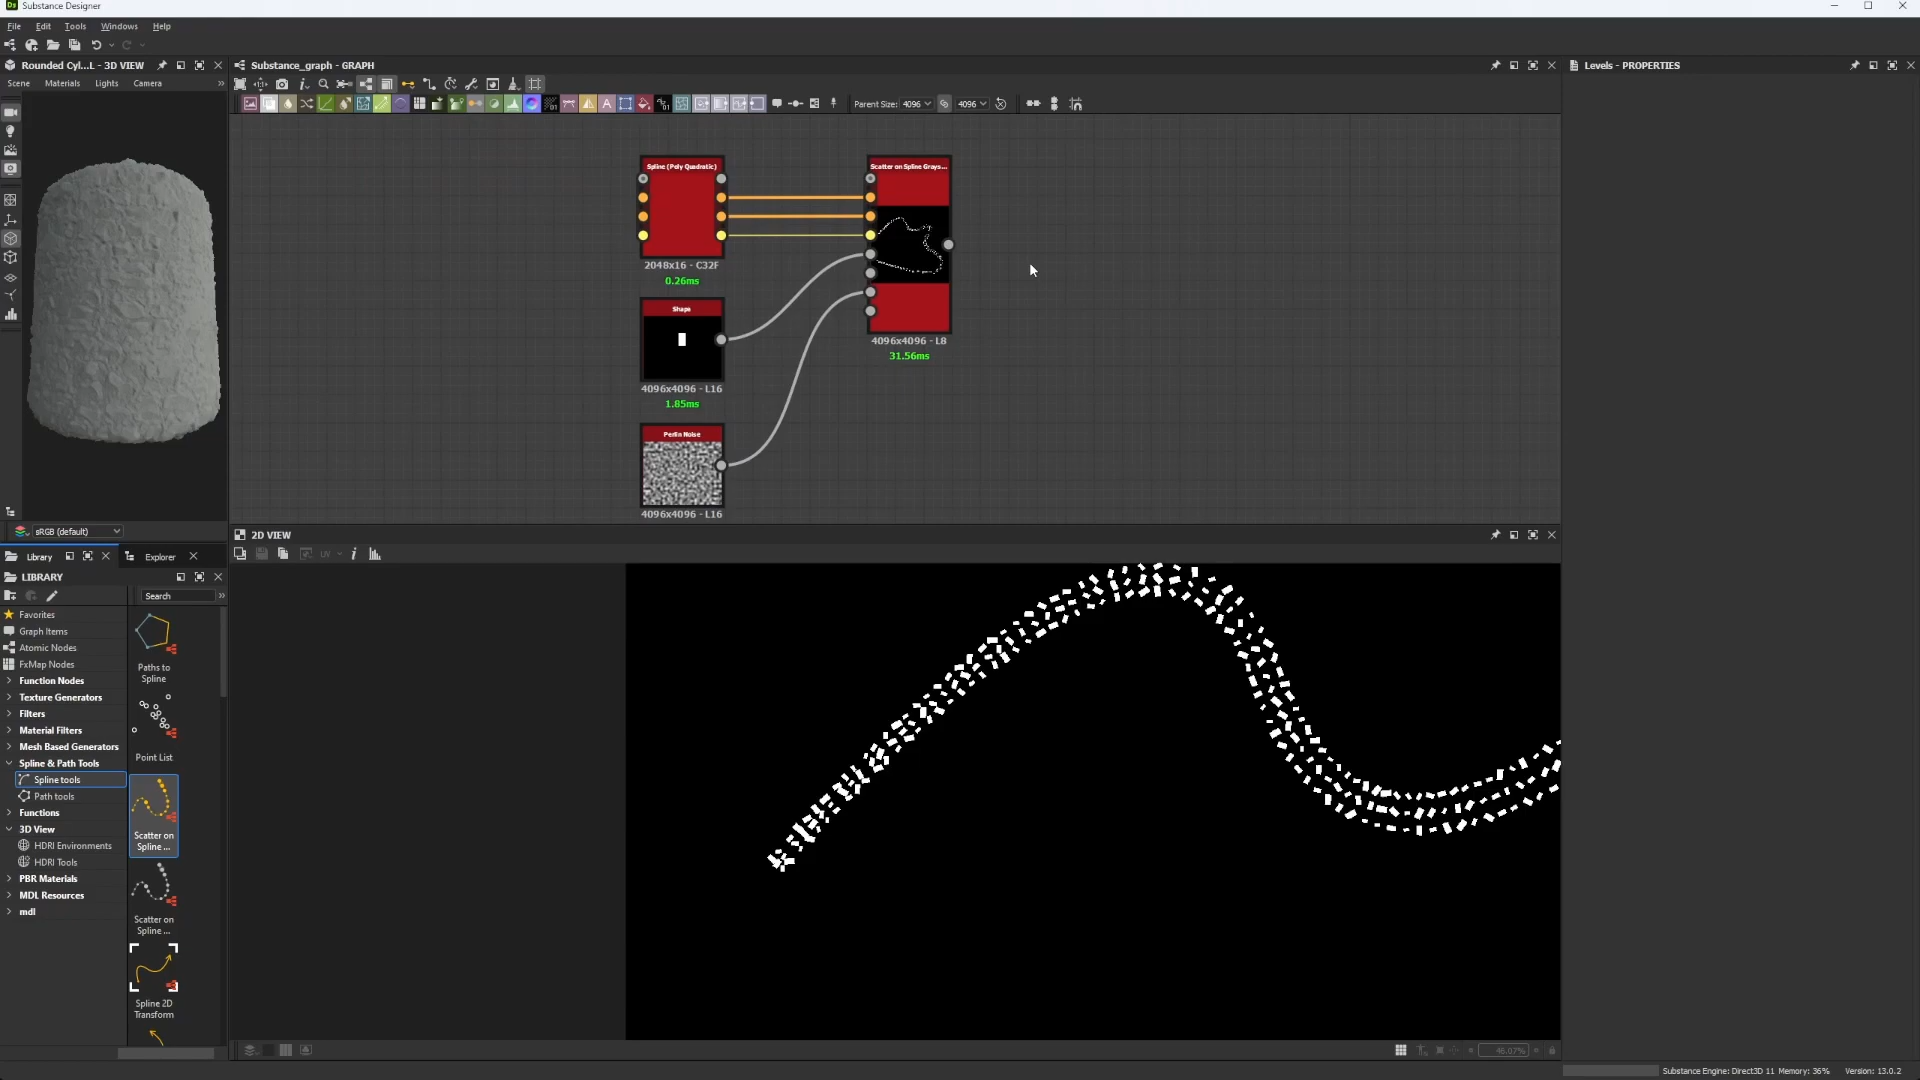 Substance Designer
File Edit Tools Windows Help
Rounded Cyl...L - 3D VIEW
Substance_graph - GRAPH
Levels - PROPERTIES
Scene Materials Lights Camera »
Parent Size: 4096 4096
Spline (Poly Quadratic)
2048x16 - C32F
0.26ms
Scatter on Spline Grays...
4096x4096 - L8
31.56ms
Shape
4096x4096 - L16
1.85ms
Perlin Noise
4096x4096 - L16
sRGB (default)
2D VIEW
UV
Library
Explorer
LIBRARY
Search »
Favorites
Graph Items
Atomic Nodes
FxMap Nodes
Function Nodes
Texture Generators
Filters
Material Filters
Mesh Based Generators
Spline & Path Tools
Spline tools
Path tools
Functions
3D View
HDRI Environments
HDRI Tools
PBR Materials
MDL Resources
mdl
Paths to
Spline
Point List
Scatter on
Spline ...
Scatter on
Spline ...
Spline 2D
Transform
46.07%
Substance Engine: Direct3D 11 Memory: 36% Version: 13.0.2